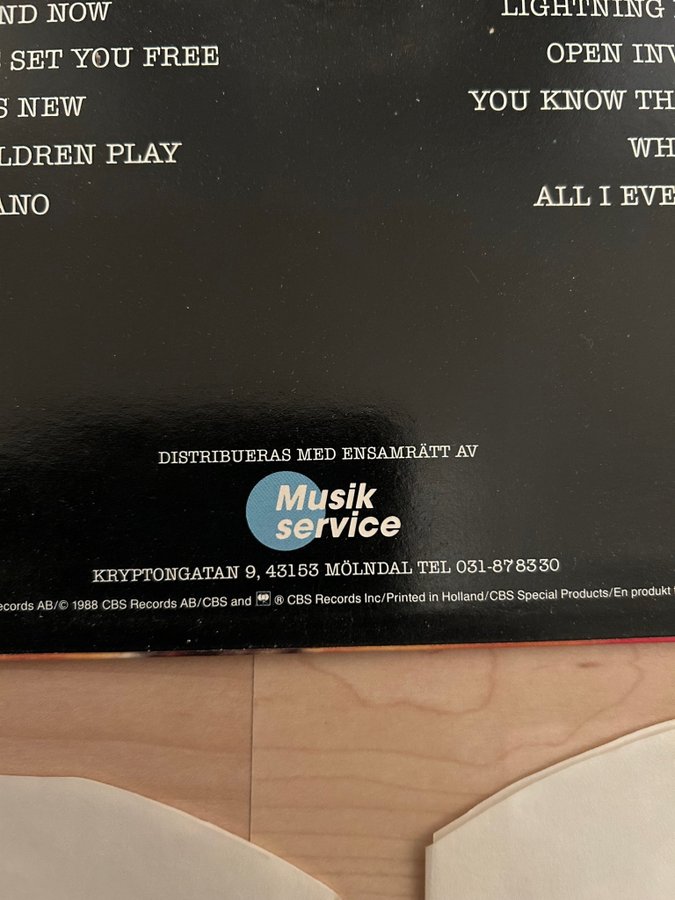 ND NOW
SET YOU FREE
S NEW
LDREN PLAY
ANO
LIGHTNING
OPEN INV
YOU KNOW TH
WH
ALL I EVE
DISTRIBUERAS MED ENSAMRÄTT AV
Musik
service
KRYPTONGATAN 9, 43153 MÖLNDAL TEL 031-878330
ecords AB/© 1988 CBS Records AB/CBS and ® CBS Records Inc/Printed in Holland/CBS Special Products/En produkt